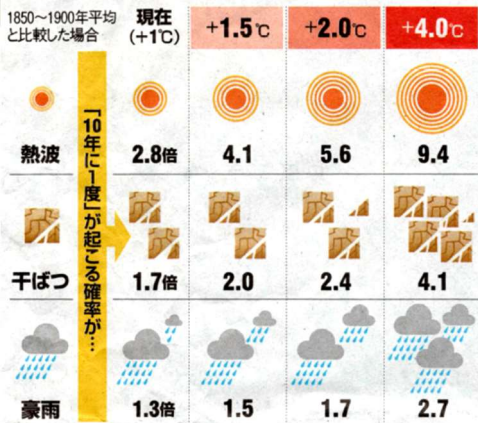 1850〜1900年平均
と比較した場合
現在
(+1℃)
+1.5℃
+2.0℃
+4.0℃
「10年に1度」が起こる確率が…
熱波
2.8倍
4.1
5.6
9.4
干ばつ
1.7倍
2.0
2.4
4.1
豪雨
1.3倍
1.5
1.7
2.7